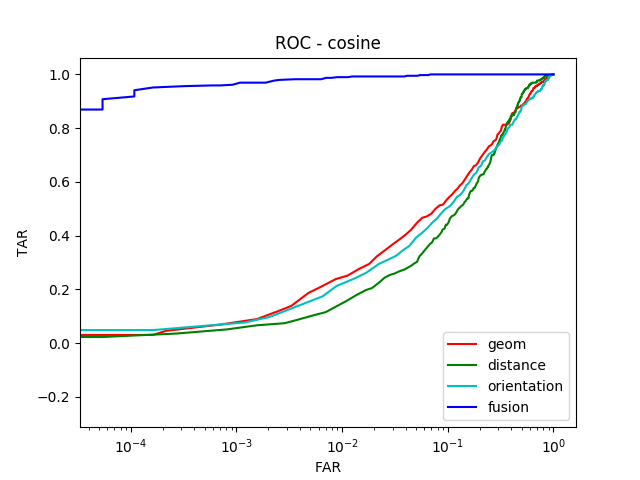 ROC - cosine
TAR
1.0
0.8
0.6
0.4
0.2
0.0
−0.2
10⁻⁴
10⁻³
10⁻²
10⁻¹
10⁰
FAR
geom
distance
orientation
fusion